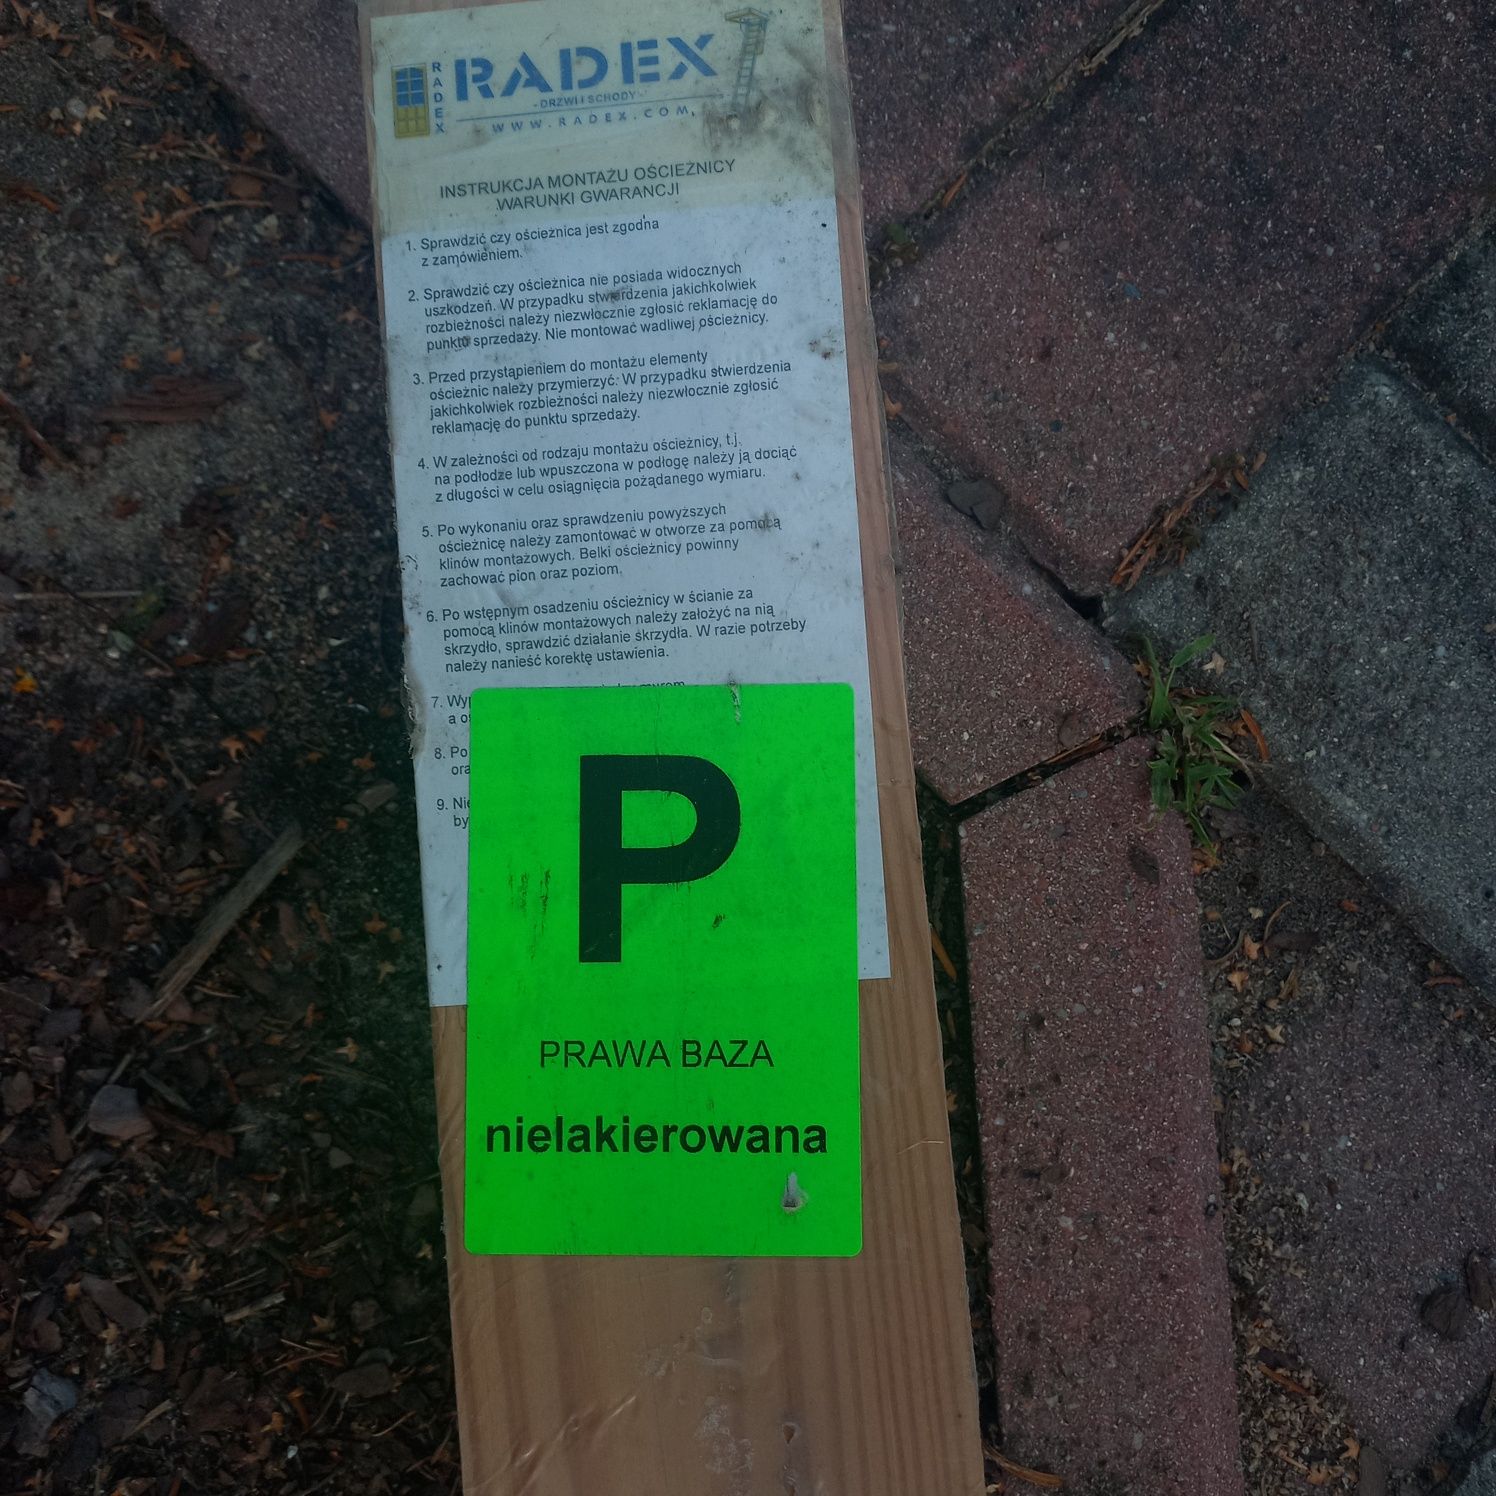 RADEX
RADEX
-DRZWI I SCHODY-
WWW.RADEX.COM.
INSTRUKCJA MONTAŻU OŚCIEŻNICY
WARUNKI GWARANCJI
1. Sprawdzić czy ościeżnica jest zgodna
z zamówieniem.
2. Sprawdzić czy ościeżnica nie posiada widocznych
uszkodzeń. W przypadku stwierdzenia jakichkolwiek
rozbieżności należy niezwłocznie zgłosić reklamację do
punktu sprzedaży. Nie montować wadliwej ościeżnicy.
3. Przed przystąpieniem do montażu elementy
ościeżnic należy przymierzyć. W przypadku stwierdzenia
jakichkolwiek rozbieżności należy niezwłocznie zgłosić
reklamację do punktu sprzedaży.
4. W zależności od rodzaju montażu ościeżnicy, t.j.
na podłodze lub wpuszczona w podłogę należy ją dociąć
z długości w celu osiągnięcia pożądanego wymiaru.
5. Po wykonaniu oraz sprawdzeniu powyższych
ościeżnicę należy zamontować w otworze za pomocą
klinów montażowych. Belki ościeżnicy powinny
zachować pion oraz poziom.
6. Po wstępnym osadzeniu ościeżnicy w ścianie za
pomocą klinów montażowych należy założyć na nią
skrzydło, sprawdzić działanie skrzydła. W razie potrzeby
należy nanieść korektę ustawienia.
7. murem
a
8. Po
9.
P
PRAWA BAZA
nielakierowana